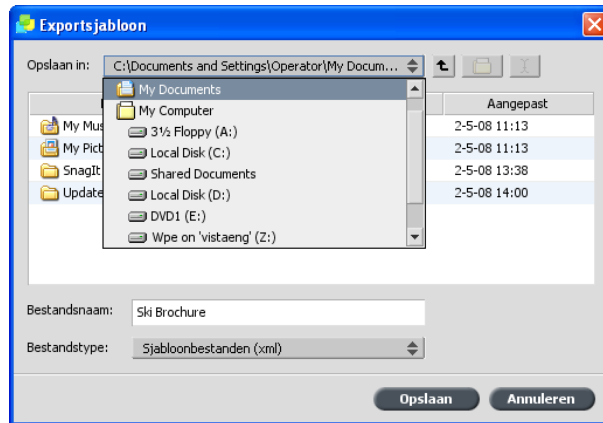 Exportsjabloon
Opslaan in: C:\Documents and Settings\Operator\My Docum...
My Documents
Aangepast
My Computer
My Mus 3½ Floppy (A:) 2-5-08 11:13
My Pict Local Disk (C:) 2-5-08 11:13
SnagIt Shared Documents 2-5-08 13:38
Update Local Disk (D:) 2-5-08 14:00
DVD1 (E:)
Wpe on 'vistaeng' (Z:)
Bestandsnaam: Ski Brochure
Bestandstype: Sjabloonbestanden (xml)
Opslaan Annuleren